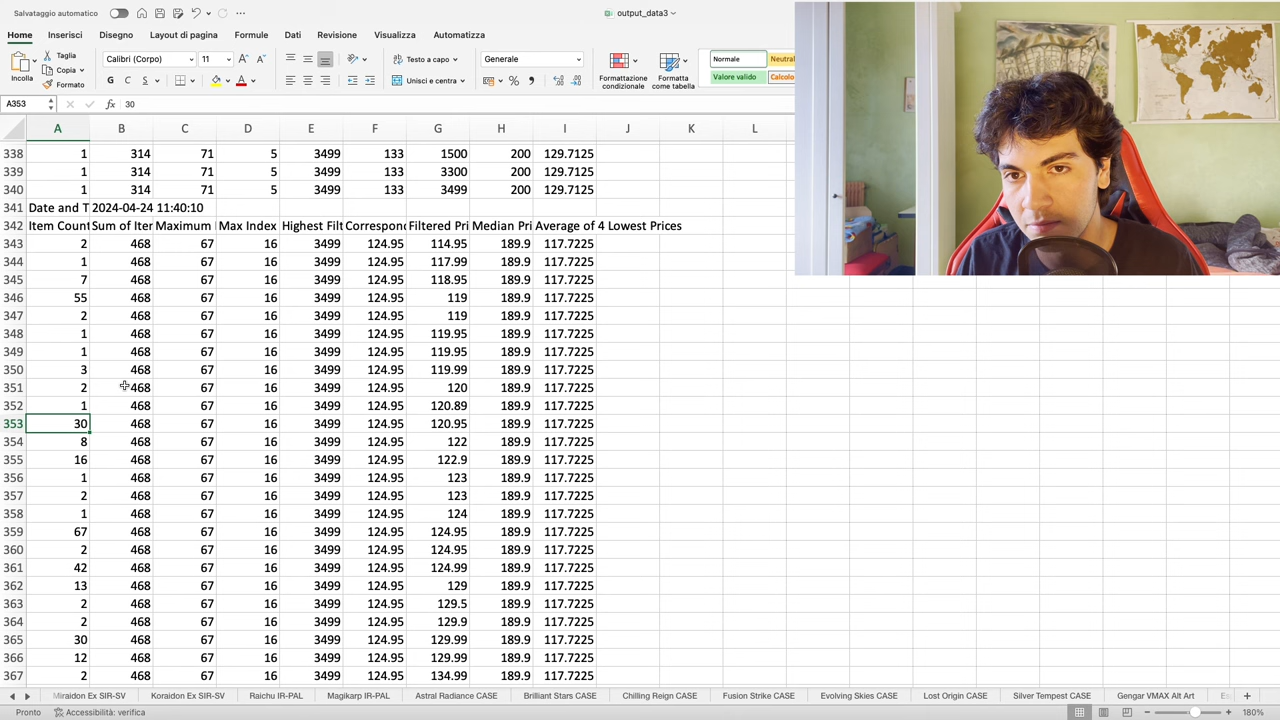 Salvataggio automatico
output_data3
Home Inserisci Disegno Layout di pagina Formule Dati Revisione Visualizza Automatizza
Incolla
Taglia
Copia
Formato
Calibri (Corpo) 11
G C S
Testo a capo
Unisci e centra
Generale
Formattazione condizionale
Formatta come tabella
Normale
Neutral
Valore valido
Calcolo
A353 fx 30
A B C D E F G H I J K L
338 1 314 71 5 3499 133 1500 200 129.7125
339 1 314 71 5 3499 133 3300 200 129.7125
340 1 314 71 5 3499 133 3499 200 129.7125
341 Date and T 2024-04-24 11:40:10
342 Item Count Sum of Iter Maximum Max Index Highest Filt Correspon Filtered Pri Median Pri Average of 4 Lowest Prices
343 2 468 67 16 3499 124.95 114.95 189.9 117.7225
344 1 468 67 16 3499 124.95 117.99 189.9 117.7225
345 7 468 67 16 3499 124.95 118.95 189.9 117.7225
346 55 468 67 16 3499 124.95 119 189.9 117.7225
347 2 468 67 16 3499 124.95 119 189.9 117.7225
348 1 468 67 16 3499 124.95 119.95 189.9 117.7225
349 1 468 67 16 3499 124.95 119.95 189.9 117.7225
350 3 468 67 16 3499 124.95 119.99 189.9 117.7225
351 2 468 67 16 3499 124.95 120 189.9 117.7225
352 1 468 67 16 3499 124.95 120.89 189.9 117.7225
353 30 468 67 16 3499 124.95 120.95 189.9 117.7225
354 8 468 67 16 3499 124.95 122 189.9 117.7225
355 16 468 67 16 3499 124.95 122.9 189.9 117.7225
356 1 468 67 16 3499 124.95 123 189.9 117.7225
357 2 468 67 16 3499 124.95 123 189.9 117.7225
358 1 468 67 16 3499 124.95 124 189.9 117.7225
359 67 468 67 16 3499 124.95 124.95 189.9 117.7225
360 2 468 67 16 3499 124.95 124.95 189.9 117.7225
361 42 468 67 16 3499 124.95 124.99 189.9 117.7225
362 13 468 67 16 3499 124.95 129 189.9 117.7225
363 2 468 67 16 3499 124.95 129.5 189.9 117.7225
364 2 468 67 16 3499 124.95 129.9 189.9 117.7225
365 30 468 67 16 3499 124.95 129.99 189.9 117.7225
366 12 468 67 16 3499 124.95 129.99 189.9 117.7225
367 2 468 67 16 3499 124.95 134.99 189.9 117.7225
Miraidon Ex SIR-SV Koraidon Ex SIR-SV Raichu IR-PAL Magikarp IR-PAL Astral Radiance CASE Brilliant Stars CASE Chilling Reign CASE Fusion Strike CASE Evolving Skies CASE Lost Origin CASE Silver Tempest CASE Gengar VMAX Alt Art
Pronto Accessibilità: verifica 180%